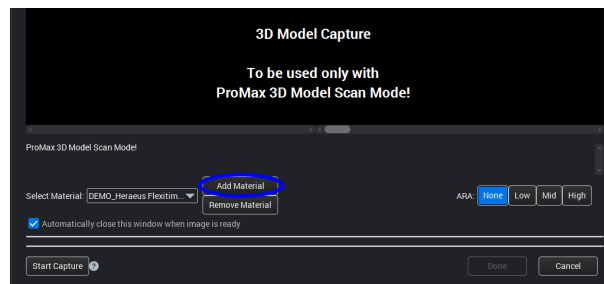 3D Model Capture
To be used only with
ProMax 3D Model Scan Mode!
ProMax 3D Model Scan Mode!
Select Material: DEMO_Heraeus Flexitim... Add Material ARA: None Low Mid High
Remove Material
Automatically close this window when image is ready
Start Capture ? Done Cancel